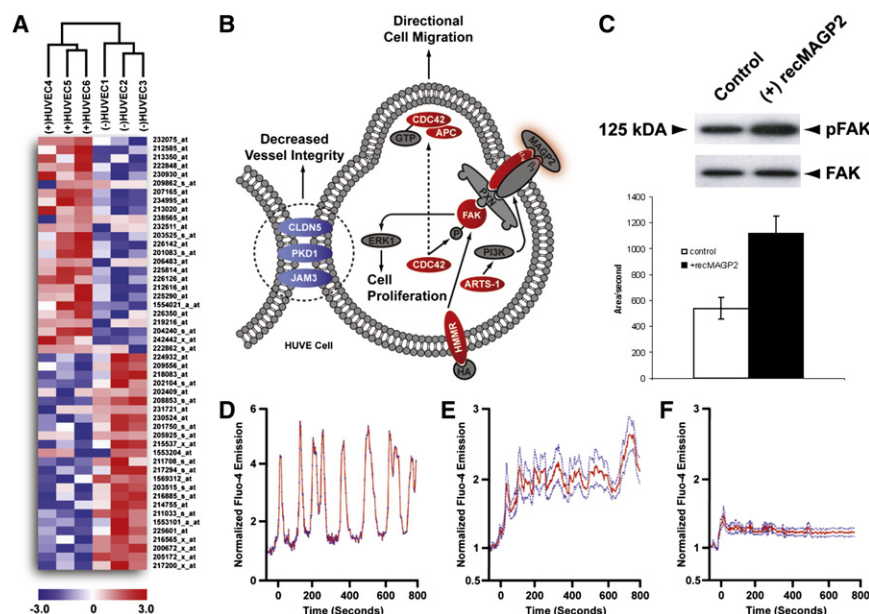 A
(+)HUVEC4
(+)HUVEC5
(+)HUVEC6
(-)HUVEC1
(-)HUVEC2
(-)HUVEC3
232075_at
212585_at
213350_at
222848_at
230930_at
209862_s_at
207165_at
234995_at
213020_at
238565_at
232511_at
203525_s_at
226142_at
201083_s_at
206483_at
225814_at
226126_at
212616_at
225290_at
1554021_a_at
226350_at
219216_at
204240_s_at
242442_x_at
222862_s_at
224932_at
209556_at
218083_at
202104_s_at
202409_at
208853_s_at
231721_at
230524_at
201750_s_at
205925_s_at
215537_x_at
1553204_at
211708_s_at
217294_s_at
1569312_at
203515_s_at
216885_s_at
214755_at
211033_s_at
1553101_a_at
225601_at
216565_x_at
200672_x_at
205172_x_at
217200_x_at
-3.0
0
3.0
B
Directional
Cell Migration
Decreased
Vessel Integrity
CDC42
GTP
APC
MAGP2
PXN
FAK
P
CLDN5
PKD1
JAM3
ERK1
CDC42
PI3K
ARTS-1
Cell
Proliferation
HMMR
HA
HUVE Cell
C
Control
(+) recMAGP2
125 kDA
pFAK
FAK
Area/second
1400
1200
1000
800
600
400
200
0
control
+recMAGP2
D
Normalized Fluo-4 Emission
6
4
2
1
0
0 200 400 600 800
Time (Seconds)
E
Normalized Fluo-4 Emission
3
2
1
0.5
0 200 400 600 800
Time (Seconds)
F
Normalized Fluo-4 Emission
3
2
1
0.5
0 200 400 600 800
Time (Seconds)